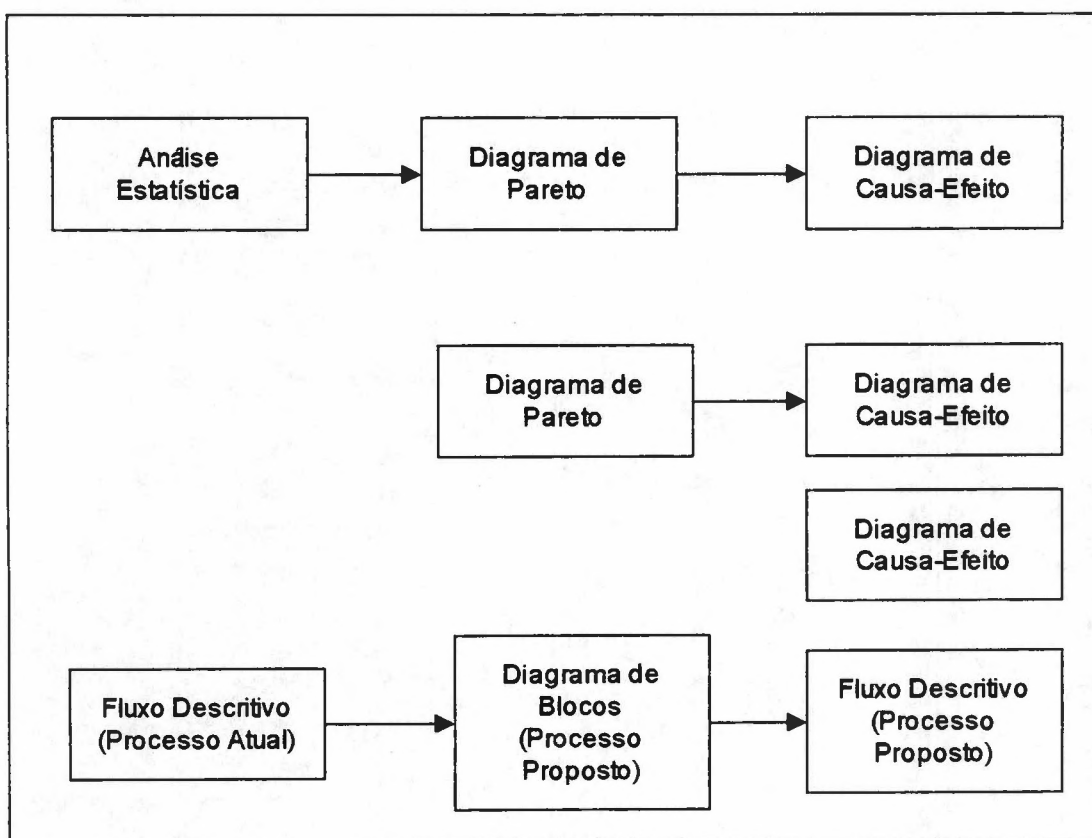 Análise
Estatística
Diagrama de
Pareto
Diagrama de
Causa-Efeito
Diagrama de
Pareto
Diagrama de
Causa-Efeito
Diagrama de
Causa-Efeito
Fluxo Descritivo
(Processo Atual)
Diagrama de
Blocos
(Processo
Proposto)
Fluxo Descritivo
(Processo
Proposto)